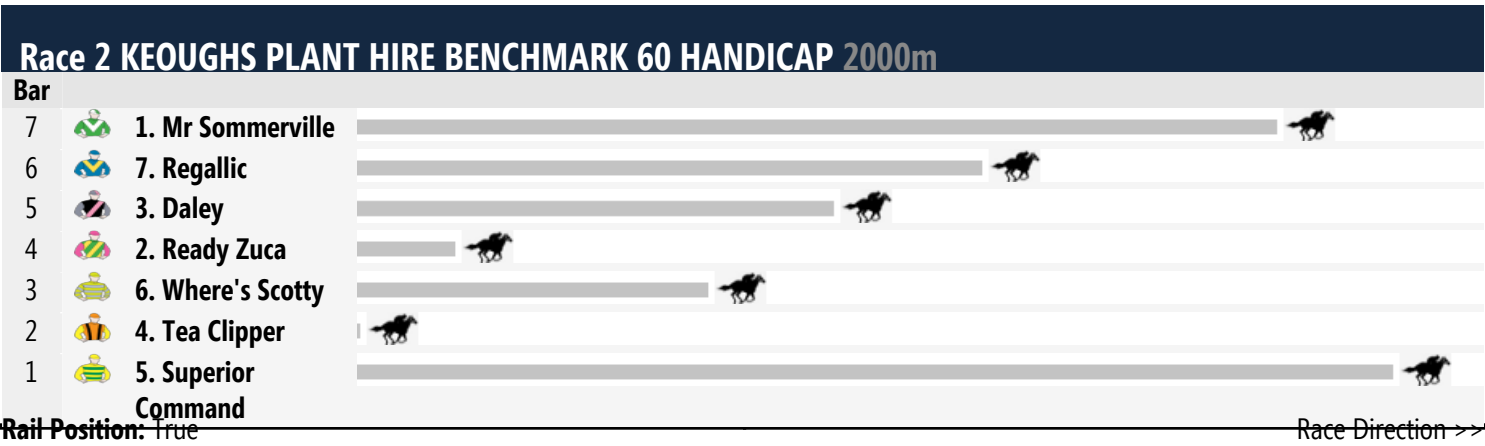 Race 2 KEOUGHS PLANT HIRE BENCHMARK 60 HANDICAP 2000m
Bar
7 1. Mr Sommerville
6 7. Regallic
5 3. Daley
4 2. Ready Zuca
3 6. Where's Scotty
2 4. Tea Clipper
1 5. Superior
Command
Rail Position: True Race Direction >>